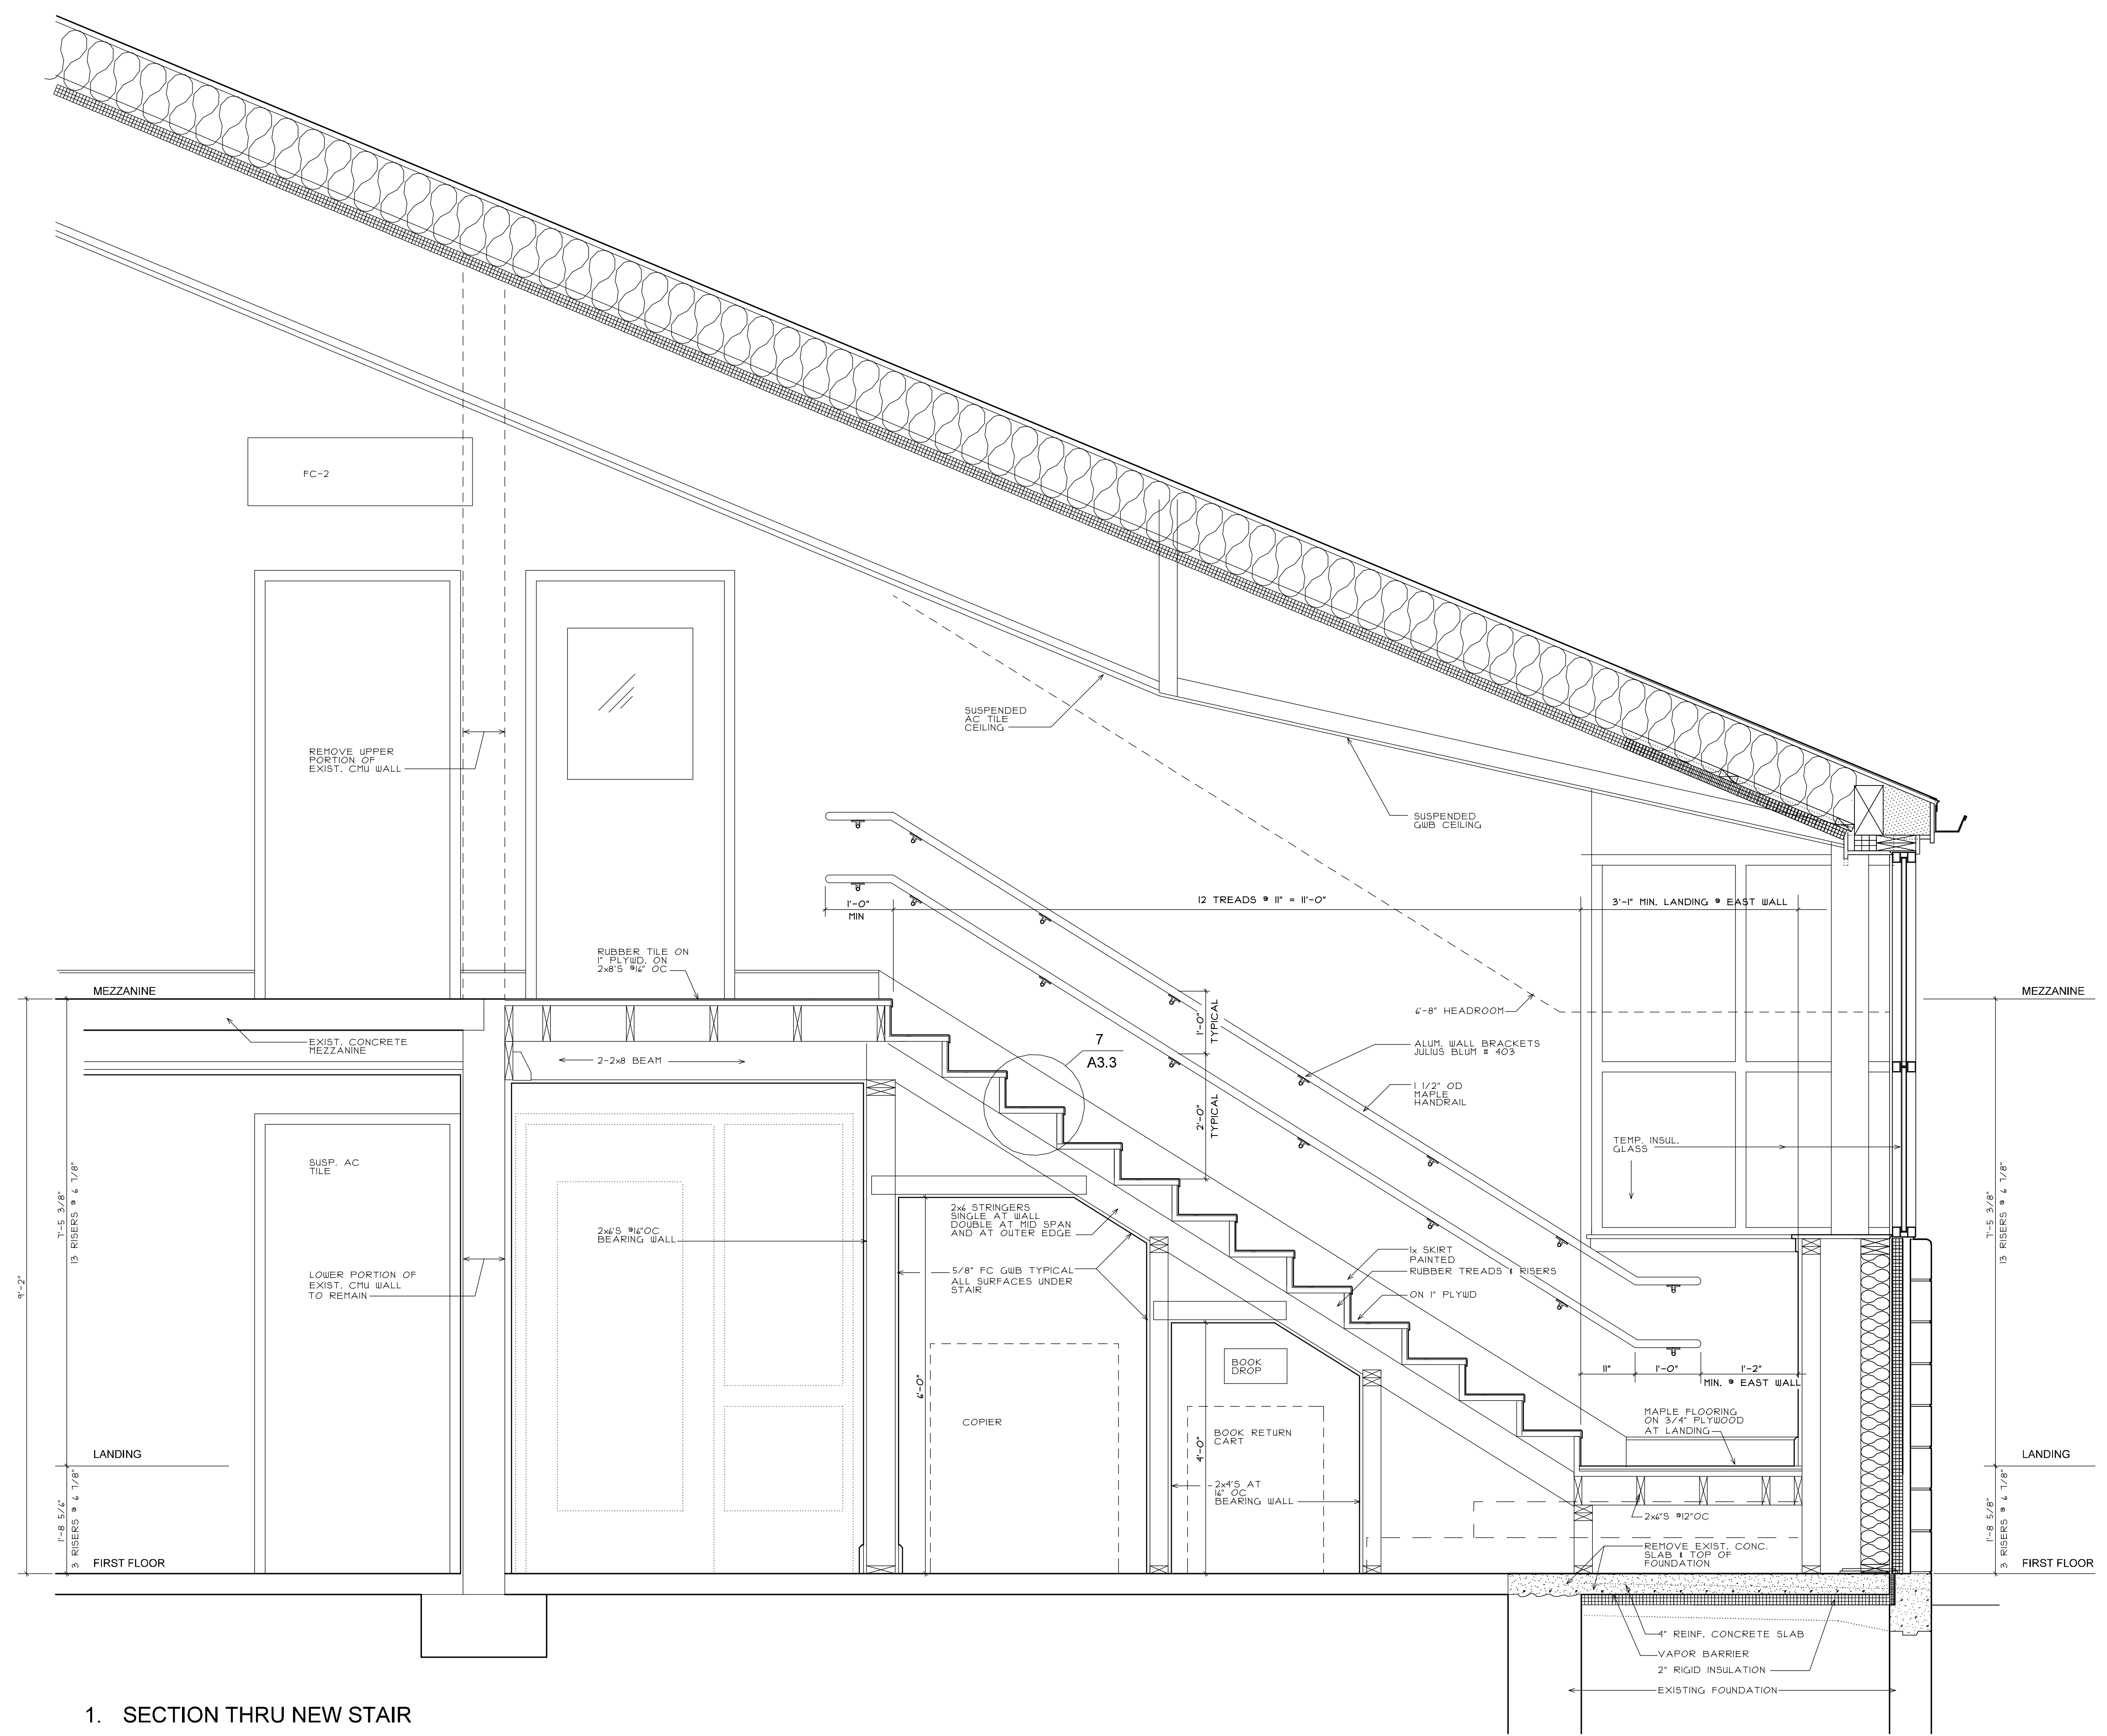 FC-2
REMOVE UPPER
PORTION OF
EXIST. CMU WALL
SUSPENDED
AC TILE
CEILING
SUSPENDED
GWB CEILING
1'-0"
MIN
12 TREADS @ 11" = 11'-0"
3'-1" MIN. LANDING @ EAST WALL
RUBBER TILE ON
1" PLYWD. ON
2x8'S @16" OC
MEZZANINE
MEZZANINE
6'-8" HEADROOM
1'-0"
TYPICAL
EXIST. CONCRETE
MEZZANINE
2-2x8 BEAM
7
A3.3
ALUM. WALL BRACKETS
JULIUS BLUM # 403
1 1/2" OD
MAPLE
HANDRAIL
2'-0"
TYPICAL
TEMP. INSUL.
GLASS
SUSP. AC
TILE
9'-2"
7'-5 3/8"
13 RISERS @ 6 7/8"
7'-5 3/8"
13 RISERS @ 6 7/8"
2x6'S @16"OC
BEARING WALL
2x6 STRINGERS
SINGLE AT WALL
DOUBLE AT MID SPAN
AND AT OUTER EDGE
LOWER PORTION OF
EXIST. CMU WALL
TO REMAIN
5/8" FC GWB TYPICAL
ALL SURFACES UNDER
STAIR
1x SKIRT
PAINTED
RUBBER TREADS & RISERS
ON 1" PLYWD
6'-0"
BOOK
DROP
11"
1'-0"
1'-2"
MIN. @ EAST WALL
COPIER
4'-0"
BOOK RETURN
CART
MAPLE FLOORING
ON 3/4" PLYWOOD
AT LANDING
LANDING
LANDING
2x4'S AT
16" OC
BEARING WALL
2x6'S @12"OC
1'-8 5/6"
3 RISERS @ 6 7/8"
1'-8 5/8"
3 RISERS @ 6 7/8"
REMOVE EXIST. CONC.
SLAB & TOP OF
FOUNDATION
FIRST FLOOR
FIRST FLOOR
4" REINF. CONCRETE SLAB
VAPOR BARRIER
2" RIGID INSULATION
EXISTING FOUNDATION
1. SECTION THRU NEW STAIR